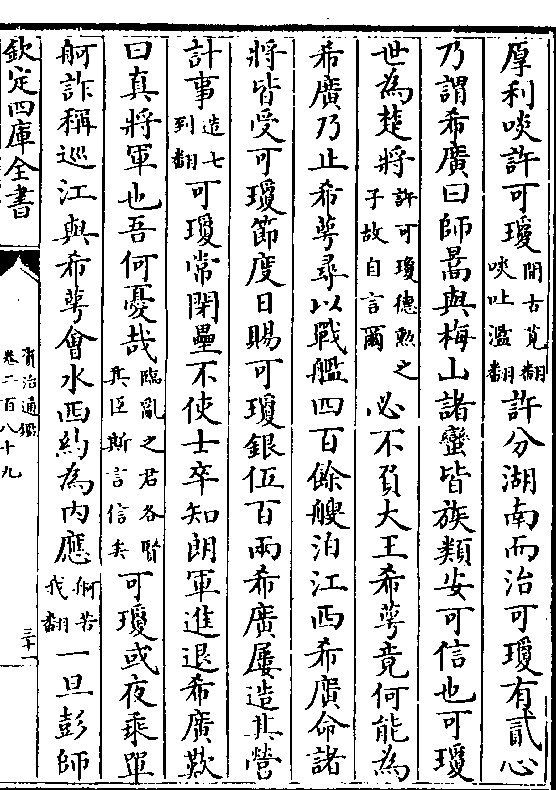 厚利啖許可瓊間古莧翻啖吐濫翻許分湖南而治可瓊有貳心
乃謂希廣曰師暠與梅山諸蠻皆族類安可信也可瓊
世為楚將許可瓊德勲之子故自言爾必不負大王希萼竟何能為
希廣乃止希萼尋以戰艦四百餘艘泊江西希廣命諸
將皆受可瓊節度日賜可瓊銀伍百兩希廣屢造其營
計事造七到翻可瓊常閉壘不使士卒知朗軍進退希廣歎
曰真將軍也吾何憂哉臨亂之君各賢其臣斯言信矣可瓊或夜乘單
舸詐稱巡江與希萼會水西約為内應舸苦我翻一旦彭師
欽定四庫全書
資治通鑑
卷二百八十九
三十一